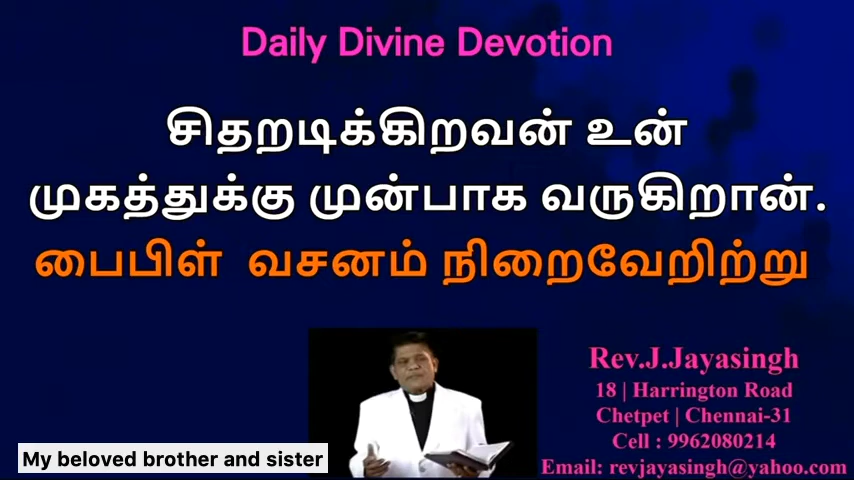 Daily Divine Devotion
சிதறடிக்கிறவன் உன்
முகத்துக்கு முன்பாக வருகிறான்.
பைபிள் வசனம் நிறைவேறிற்று
Rev.J.Jayasingh
18 | Harrington Road
Chetpet | Chennai-31
Cell : 9962080214
Email: revjayasingh@yahoo.com
My beloved brother and sister